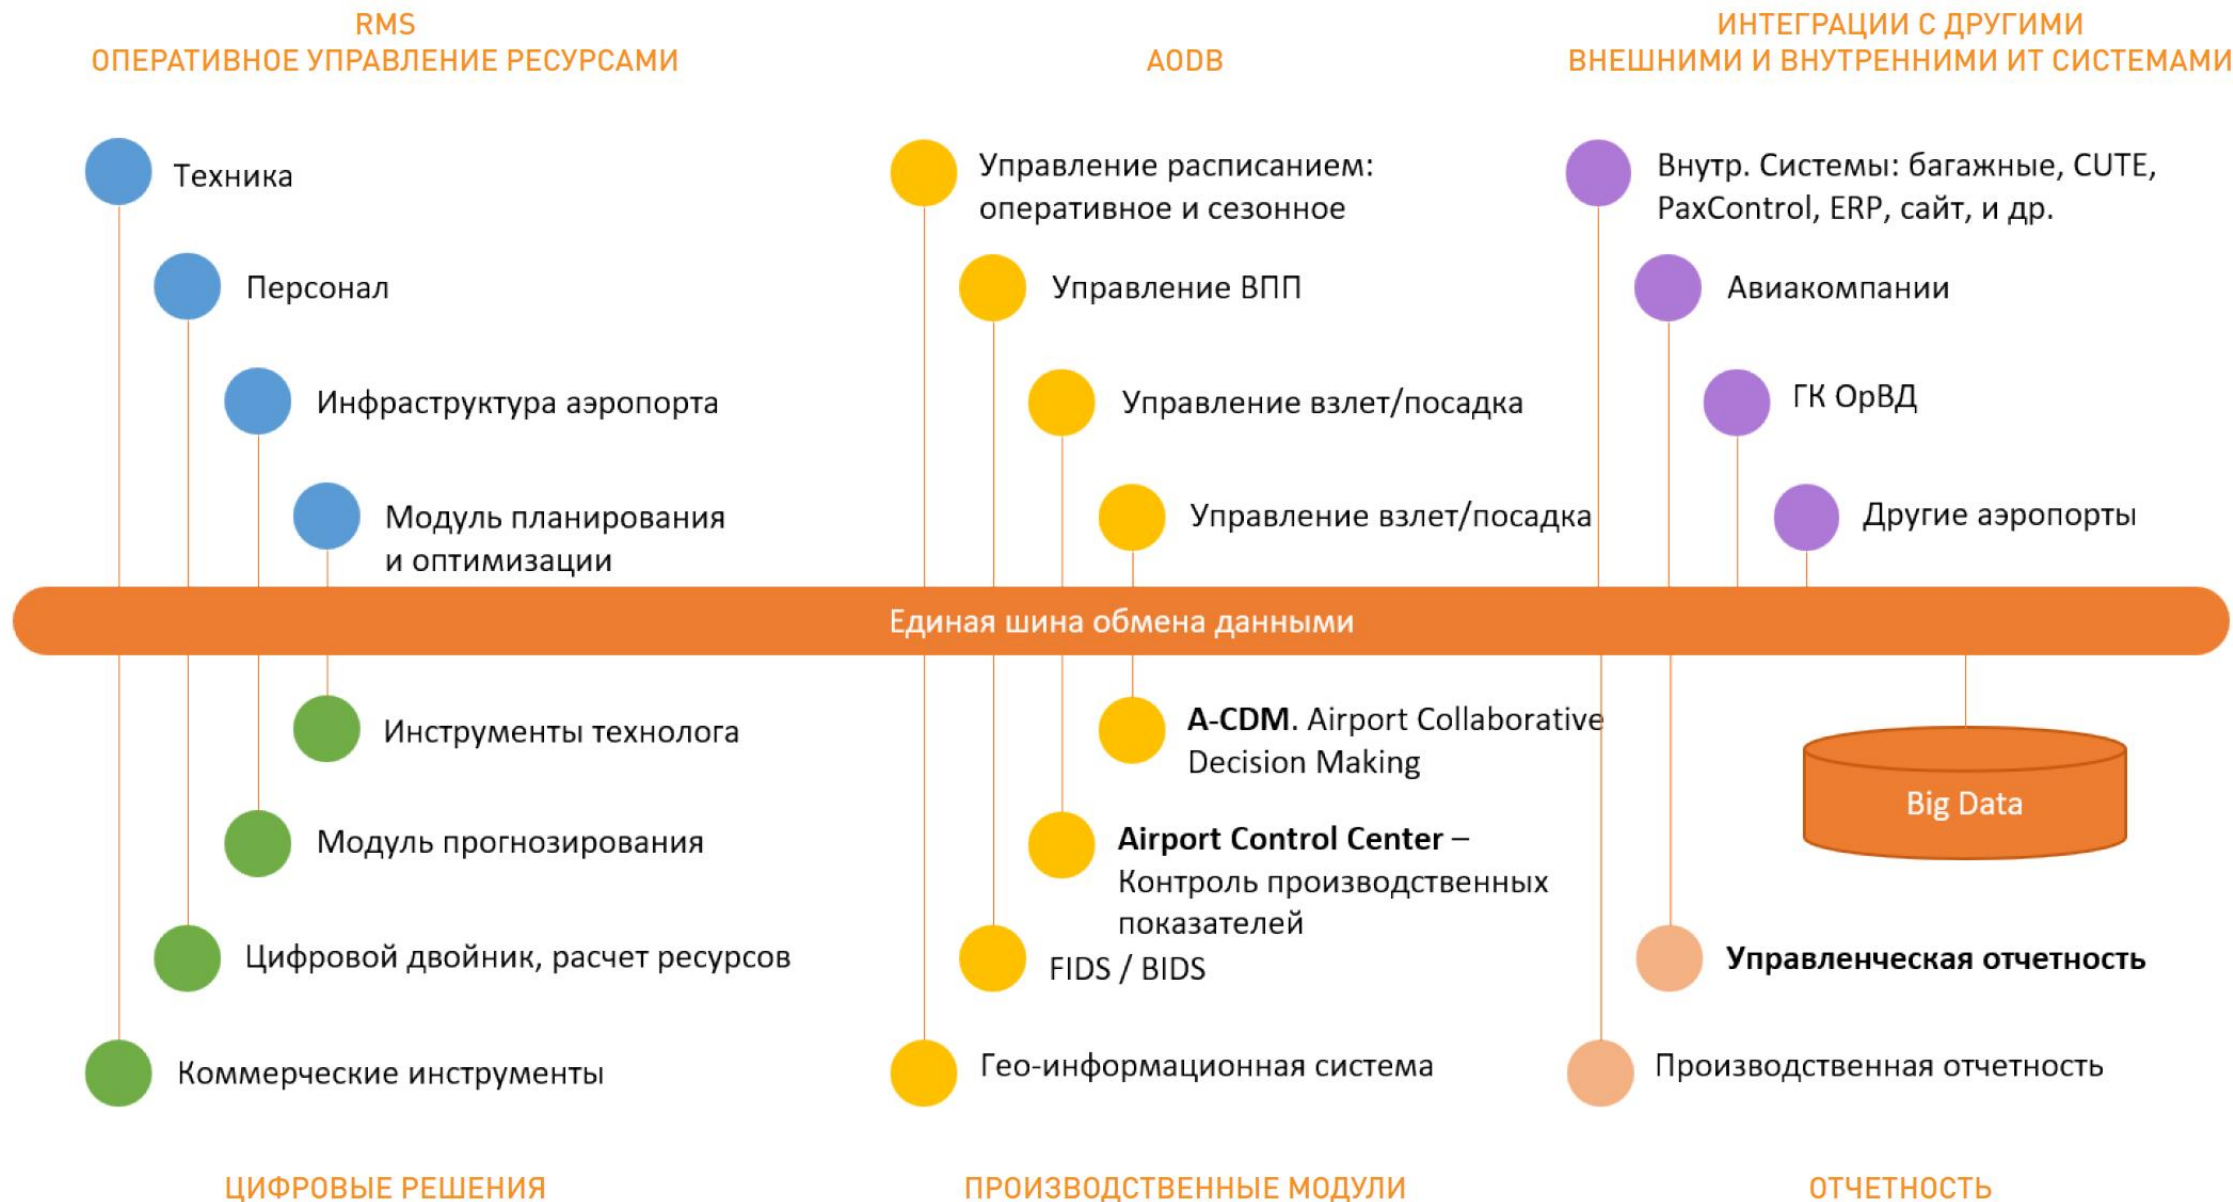 RMS
ОПЕРАТИВНОЕ УПРАВЛЕНИЕ РЕСУРСАМИ
AODB
ИНТЕГРАЦИИ С ДРУГИМИ
ВНЕШНИМИ И ВНУТРЕННИМИ ИТ СИСТЕМАМИ
Техника
Персонал
Инфраструктура аэропорта
Модуль планирования
и оптимизации
Управление расписанием:
оперативное и сезонное
Управление ВПП
Управление взлет/посадка
Управление взлет/посадка
Внутр. Системы: багажные, CUTE,
PaxControl, ERP, сайт, и др.
Авиакомпании
ГК ОрВД
Другие аэропорты
Единая шина обмена данными
Инструменты технолога
Модуль прогнозирования
Цифровой двойник, расчет ресурсов
Коммерческие инструменты
A-CDM. Airport Collaborative
Decision Making
Airport Control Center –
Контроль производственных
показателей
FIDS / BIDS
Гео-информационная система
Big Data
Управленческая отчетность
Производственная отчетность
ЦИФРОВЫЕ РЕШЕНИЯ
ПРОИЗВОДСТВЕННЫЕ МОДУЛИ
ОТЧЕТНОСТЬ